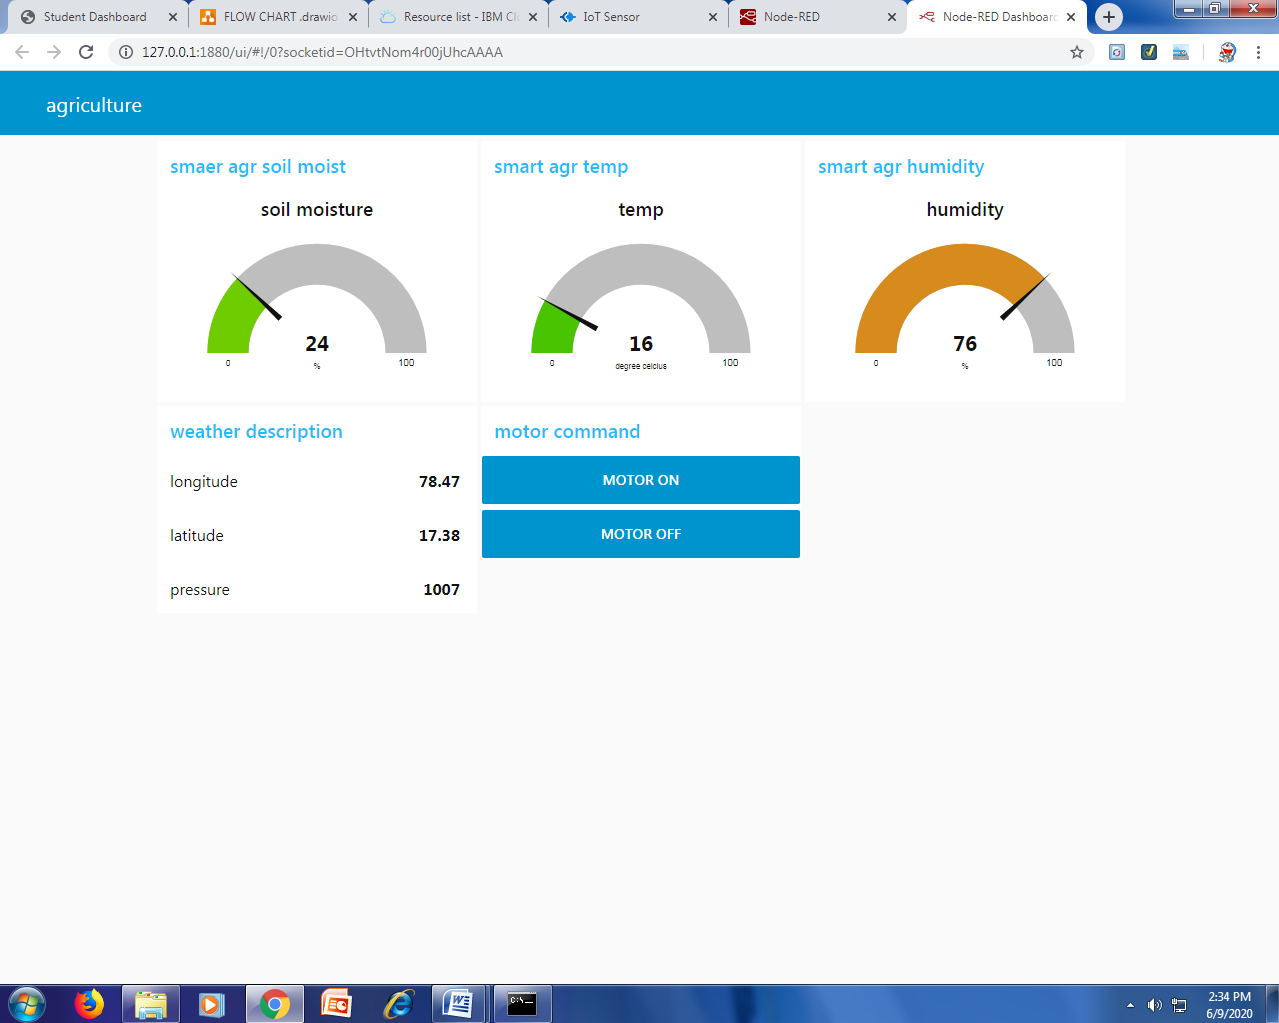 Student Dashboard
FLOW CHART .drawio
Resource list - IBM Cl
IoT Sensor
Node-RED
Node-RED Dashboard
127.0.0.1:1880/ui/#!/0?socketid=OHtvtNom4r00jUhcAAAA
agriculture
smaer agr soil moist
soil moisture
24
%
0
100
smart agr temp
temp
16
degree celcius
0
100
smart agr humidity
humidity
76
%
0
100
weather description
longitude 78.47
latitude 17.38
pressure 1007
motor command
MOTOR ON
MOTOR OFF
2:34 PM
6/9/2020